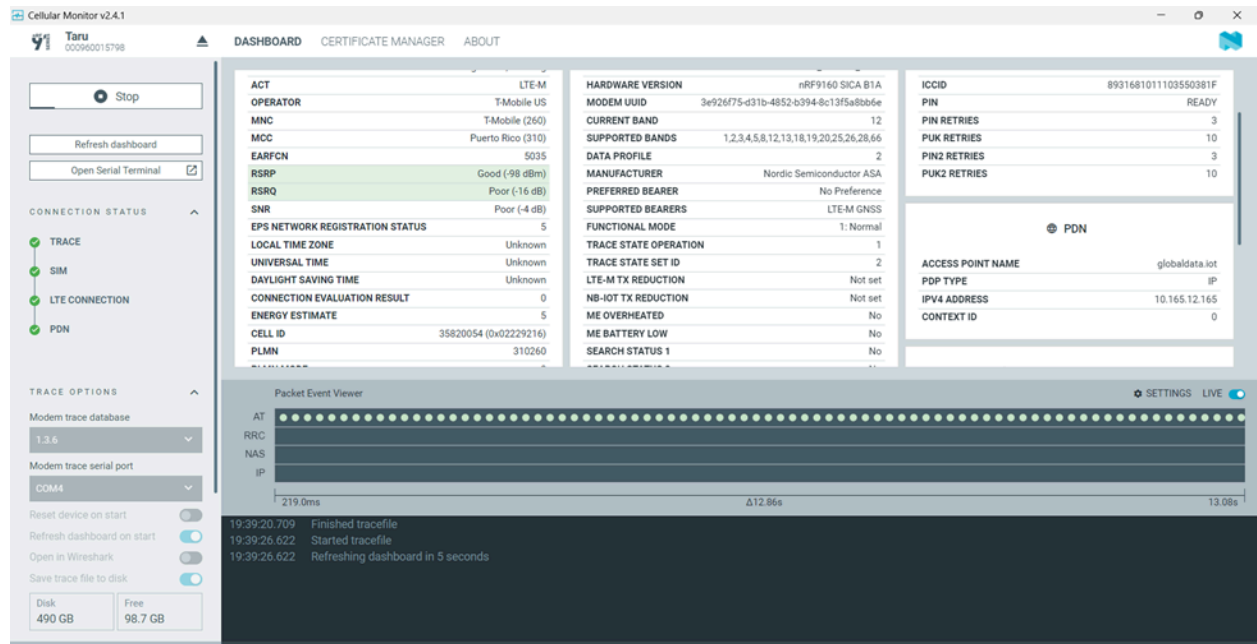 Cellular Monitor v2.4.1
Taru
000960015798
DASHBOARD CERTIFICATE MANAGER ABOUT
Stop
Refresh dashboard
Open Serial Terminal
CONNECTION STATUS
TRACE
SIM
LTE CONNECTION
PDN
TRACE OPTIONS
Modem trace database
1.3.6
Modem trace serial port
COM4
Reset device on start
Refresh dashboard on start
Open in Wireshark
Save trace file to disk
Disk
490 GB
Free
98.7 GB
ACT LTE-M
OPERATOR T-Mobile US
MNC T-Mobile (260)
MCC Puerto Rico (310)
EARFCN 5035
RSRP Good (-98 dBm)
RSRQ Poor (-16 dB)
SNR Poor (-4 dB)
EPS NETWORK REGISTRATION STATUS 5
LOCAL TIME ZONE Unknown
UNIVERSAL TIME Unknown
DAYLIGHT SAVING TIME Unknown
CONNECTION EVALUATION RESULT 0
ENERGY ESTIMATE 5
CELL ID 35820054 (0x02229216)
PLMN 310260
HARDWARE VERSION nRF9160 SICA B1A
MODEM UUID 3e926f75-d31b-4852-b394-8c13f5a8bb6e
CURRENT BAND 12
SUPPORTED BANDS 1,2,3,4,5,8,12,13,18,19,20,25,26,28,66
DATA PROFILE 2
MANUFACTURER Nordic Semiconductor ASA
PREFERRED BEARER No Preference
SUPPORTED BEARERS LTE-M GNSS
FUNCTIONAL MODE 1: Normal
TRACE STATE OPERATION 1
TRACE STATE SET ID 2
LTE-M TX REDUCTION Not set
NB-IOT TX REDUCTION Not set
ME OVERHEATED No
ME BATTERY LOW No
SEARCH STATUS 1 No
ICCID 8931681011103550381F
PIN READY
PIN RETRIES 3
PUK RETRIES 10
PIN2 RETRIES 3
PUK2 RETRIES 10
PDN
ACCESS POINT NAME globaldata.iot
PDP TYPE IP
IPV4 ADDRESS 10.165.12.165
CONTEXT ID 0
Packet Event Viewer
SETTINGS LIVE
AT
RRC
NAS
IP
219.0ms Δ12.86s 13.08s
19:39:20.709 Finished tracefile
19:39:26.622 Started tracefile
19:39:26.622 Refreshing dashboard in 5 seconds